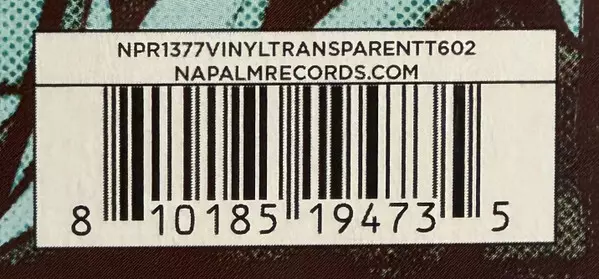 NPR1377VINYLTRANSPARENTT602
NAPALMRECORDS.COM
8 10185 19473 5